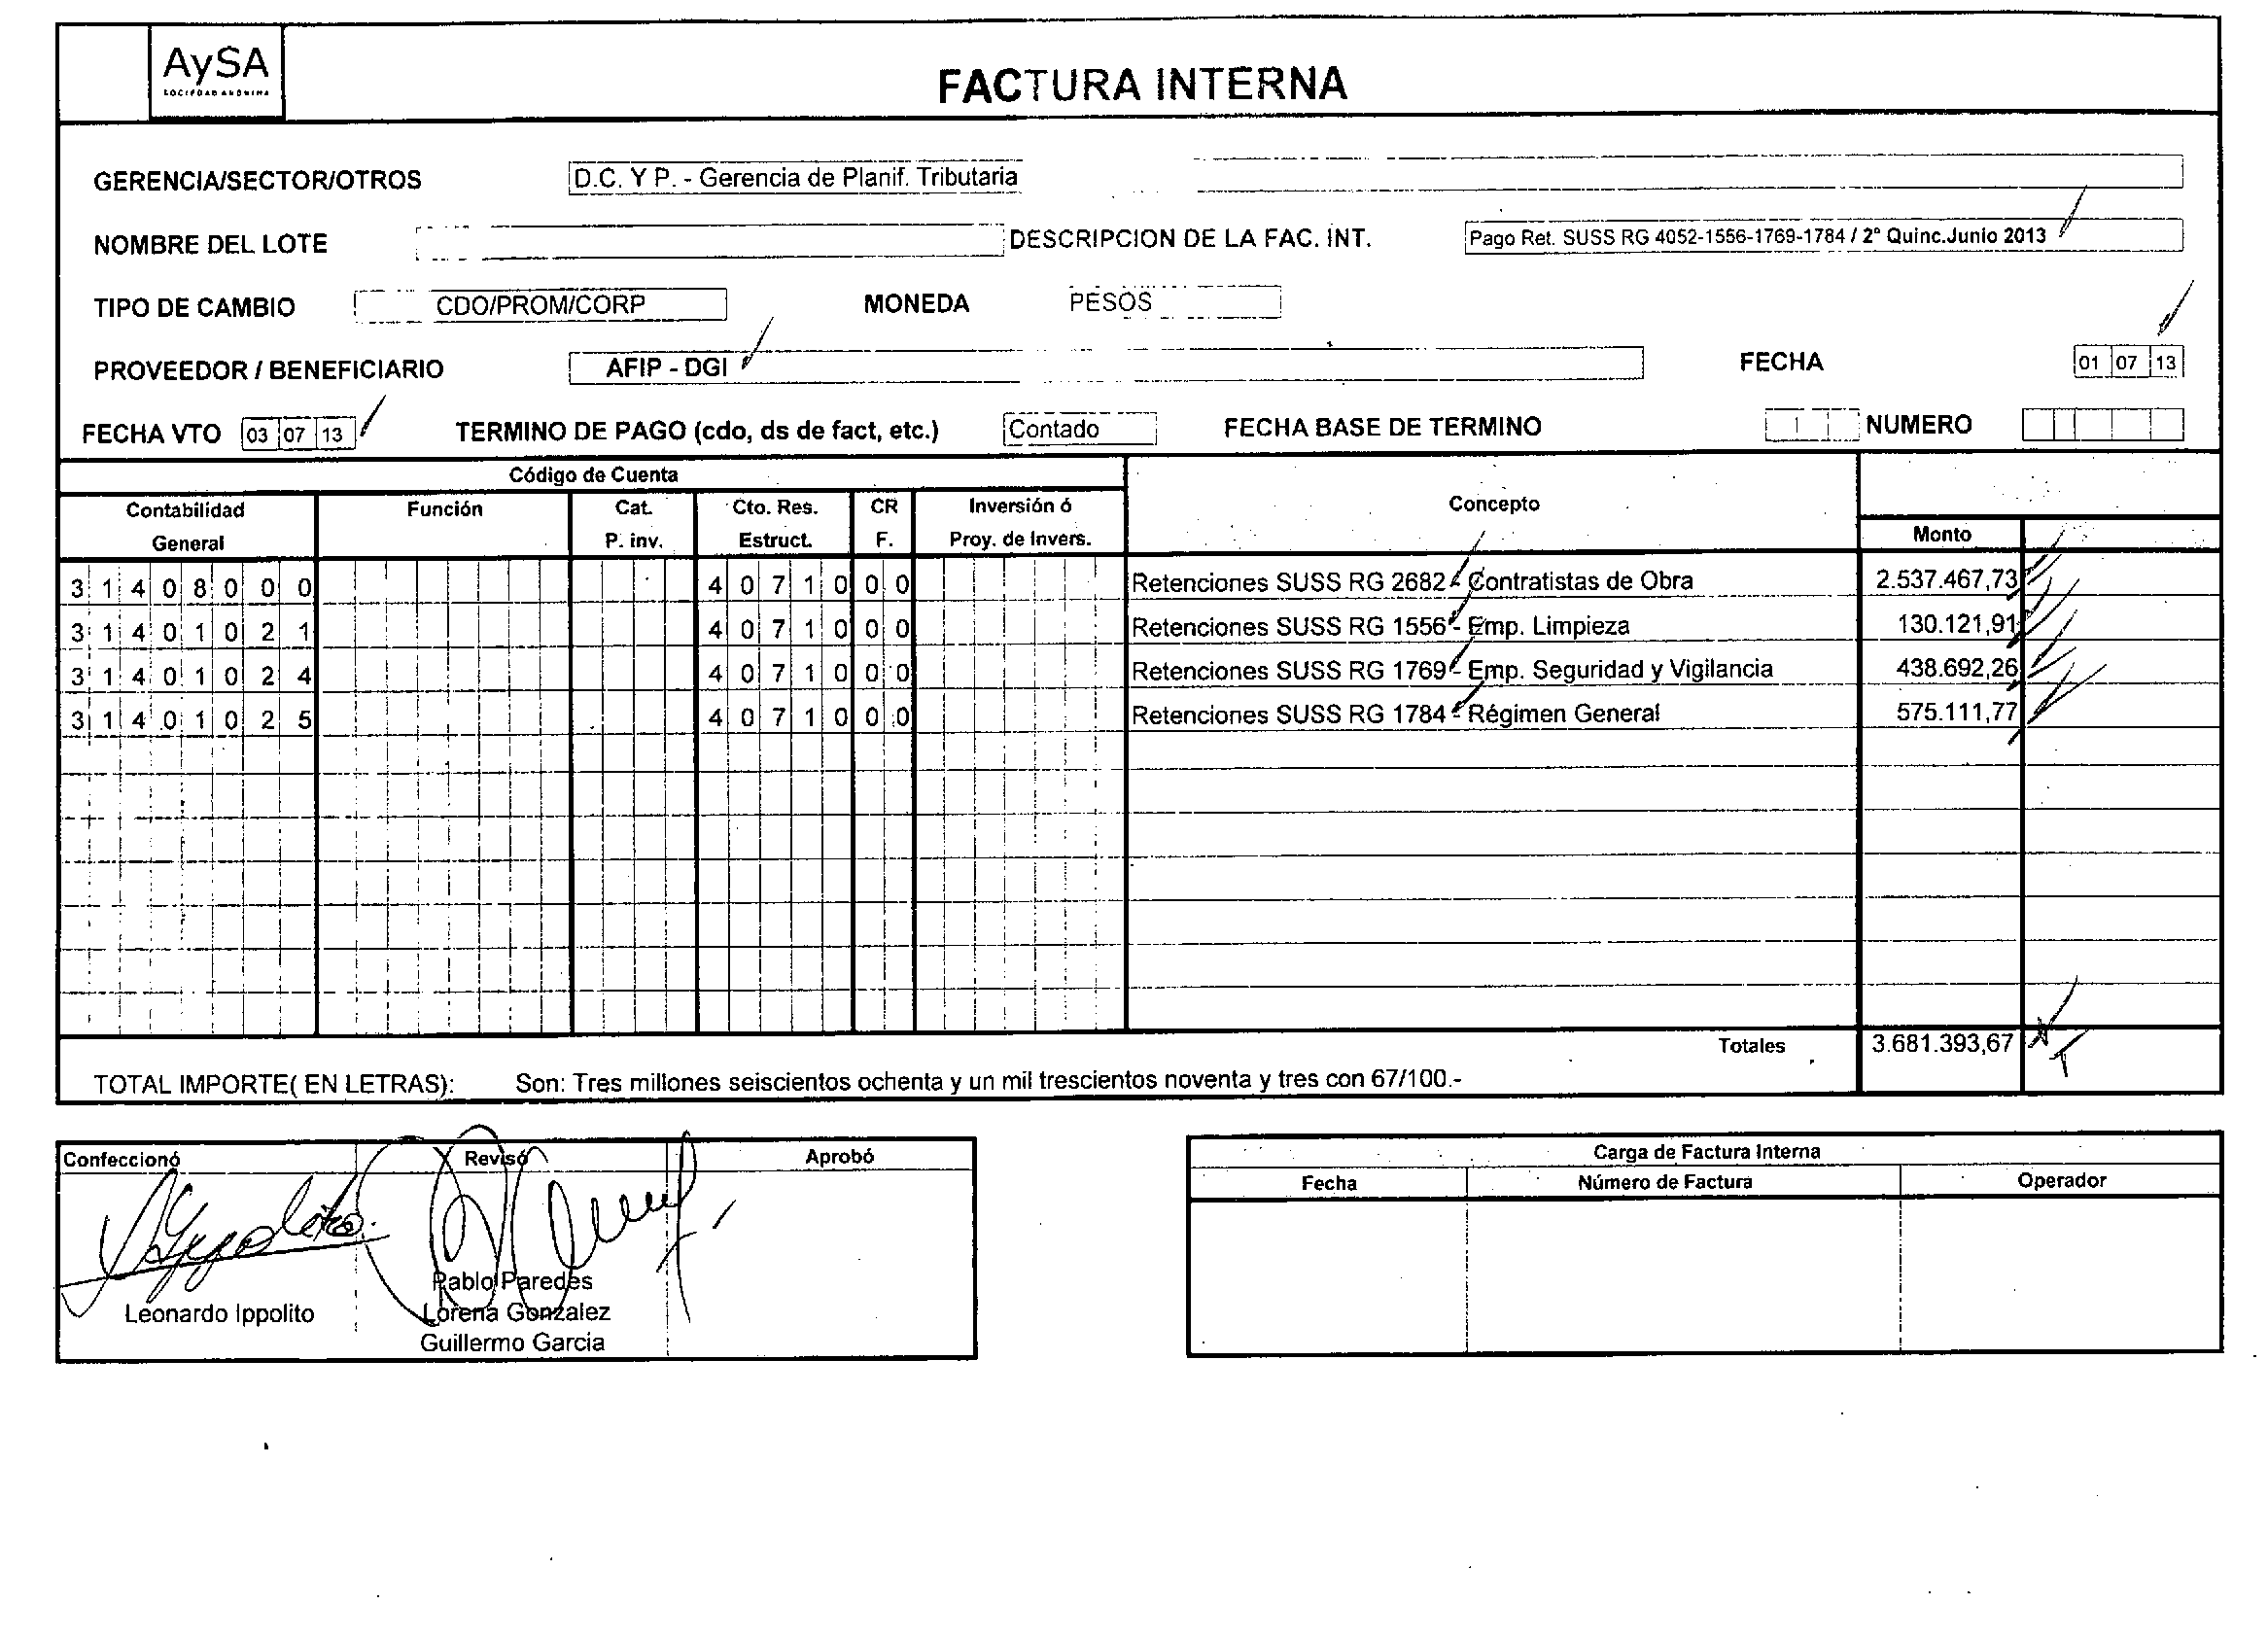 AySA
SOCIEDAD ANONIMA
FACTURA INTERNA
GERENCIA/SECTOR/OTROS D.C. Y P. - Gerencia de Planif. Tributaria
NOMBRE DEL LOTE DESCRIPCION DE LA FAC. INT. Pago Ret. SUSS RG 4052-1556-1769-1784 / 2° Quinc.Junio 2013
TIPO DE CAMBIO CDO/PROM/CORP MONEDA PESOS
PROVEEDOR / BENEFICIARIO AFIP - DGI FECHA 01 07 13
FECHA VTO 03 07 13 TERMINO DE PAGO (cdo, ds de fact, etc.) Contado FECHA BASE DE TERMINO NUMERO
Código de Cuenta
Contabilidad General Función Cat. P. inv. Cto. Res. Estruct. CR F. Inversión ó Proy. de Invers. Concepto Monto
3 1 4 0 8 0 0 0 4 0 7 1 0 0 0 Retenciones SUSS RG 2682 - Contratistas de Obra 2.537.467,73
3 1 4 0 1 0 2 1 4 0 7 1 0 0 0 Retenciones SUSS RG 1556 - Emp. Limpieza 130.121,91
3 1 4 0 1 0 2 4 4 0 7 1 0 0 0 Retenciones SUSS RG 1769 - Emp. Seguridad y Vigilancia 438.692,26
3 1 4 0 1 0 2 5 4 0 7 1 0 0 0 Retenciones SUSS RG 1784 - Régimen General 575.111,77
Totales 3.681.393,67
TOTAL IMPORTE( EN LETRAS): Son: Tres millones seiscientos ochenta y un mil trescientos noventa y tres con 67/100.-
Confeccionó Revisó Aprobó
Leonardo Ippolito
Pablo Paredes
Lorena Gonzalez
Guillermo Garcia
Carga de Factura Interna
Fecha Número de Factura Operador